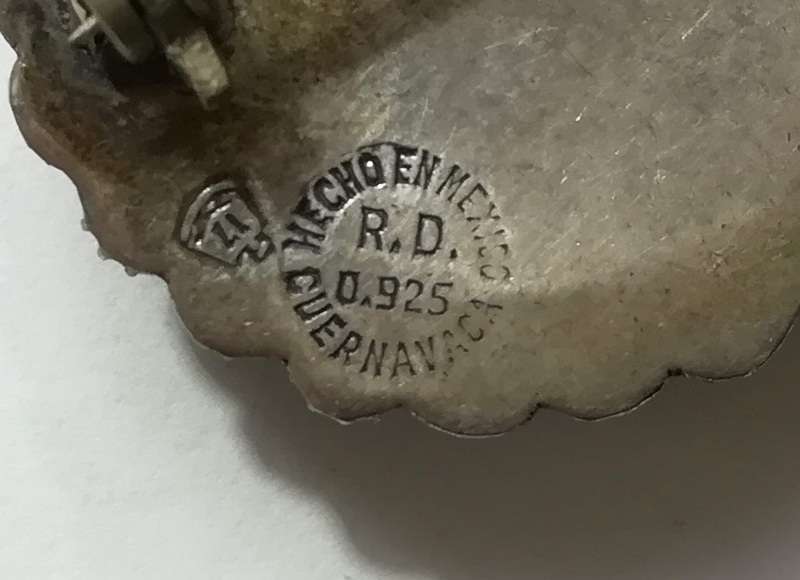 HECHO EN MEXICO
R.D.
0.925
CUERNAVACA